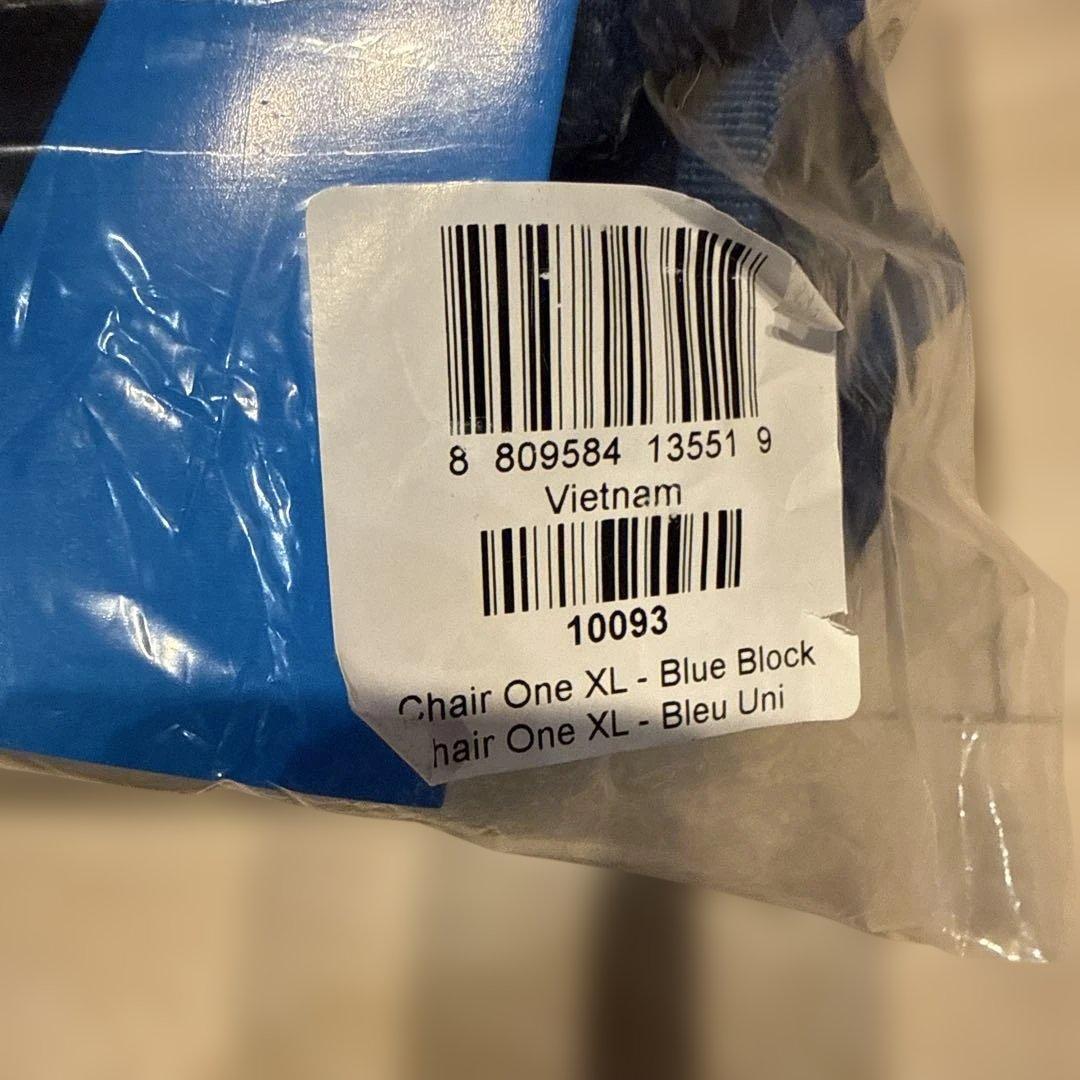 8 809584 13551 9
Vietnam
10093
Chair One XL - Blue Block
hair One XL - Bleu Uni